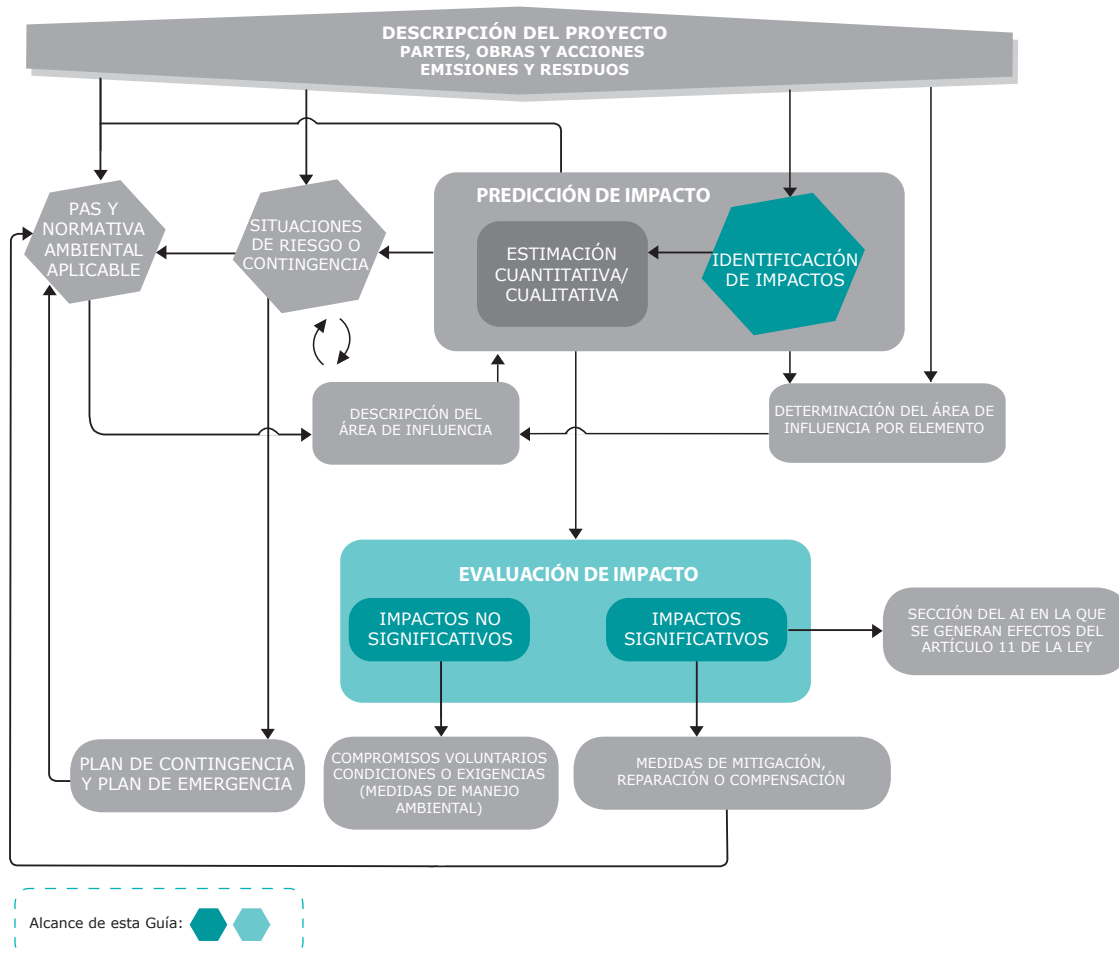 DESCRIPCIÓN DEL PROYECTO
PARTES, OBRAS Y ACCIONES
EMISIONES Y RESIDUOS
PAS Y
NORMATIVA
AMBIENTAL
APLICABLE
SITUACIONES
DE RIESGO O
CONTINGENCIA
PREDICCIÓN DE IMPACTO
ESTIMACIÓN
CUANTITATIVA/
CUALITATIVA
IDENTIFICACIÓN
DE IMPACTOS
DESCRIPCIÓN DEL
ÁREA DE INFLUENCIA
DETERMINACIÓN DEL ÁREA DE
INFLUENCIA POR ELEMENTO
EVALUACIÓN DE IMPACTO
IMPACTOS NO
SIGNIFICATIVOS
IMPACTOS
SIGNIFICATIVOS
SECCIÓN DEL AI EN LA QUE
SE GENERAN EFECTOS DEL
ARTÍCULO 11 DE LA LEY
PLAN DE CONTINGENCIA
Y PLAN DE EMERGENCIA
COMPROMISOS VOLUNTARIOS
CONDICIONES O EXIGENCIAS
(MEDIDAS DE MANEJO
AMBIENTAL)
MEDIDAS DE MITIGACIÓN,
REPARACIÓN O COMPENSACIÓN
Alcance de esta Guía: